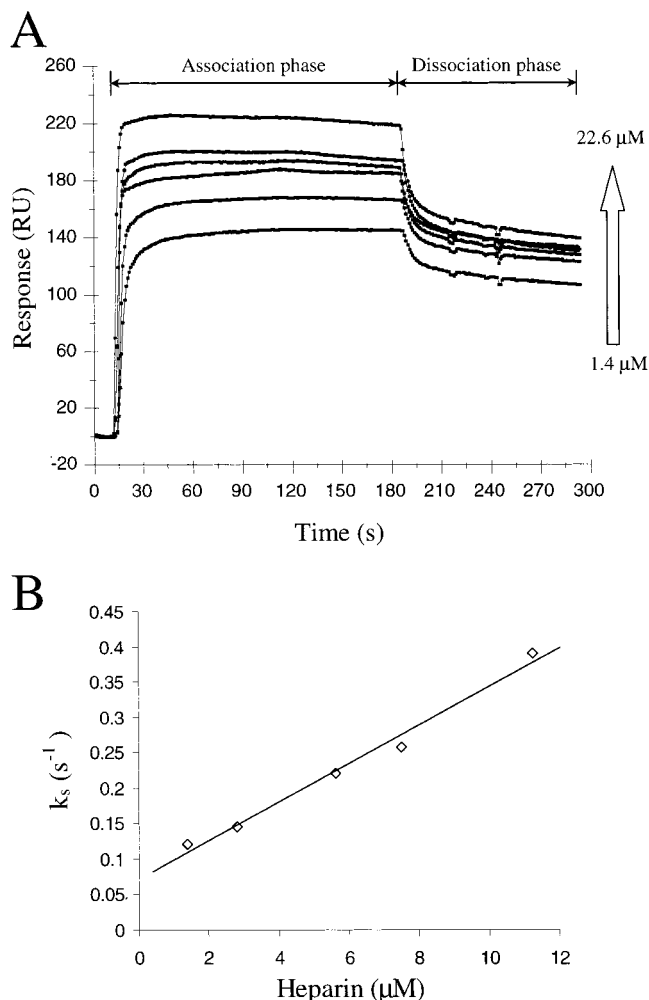 A
Association phase
Dissociation phase
260
220
180
140
100
60
20
-20
Response (RU)
0 30 60 90 120 150 180 210 240 270 300
Time (s)
22.6 µM
1.4 µM
B
0.45
0.4
0.35
0.3
0.25
0.2
0.15
0.1
0.05
0
ks (s-1)
0 2 4 6 8 10 12
Heparin (µM)